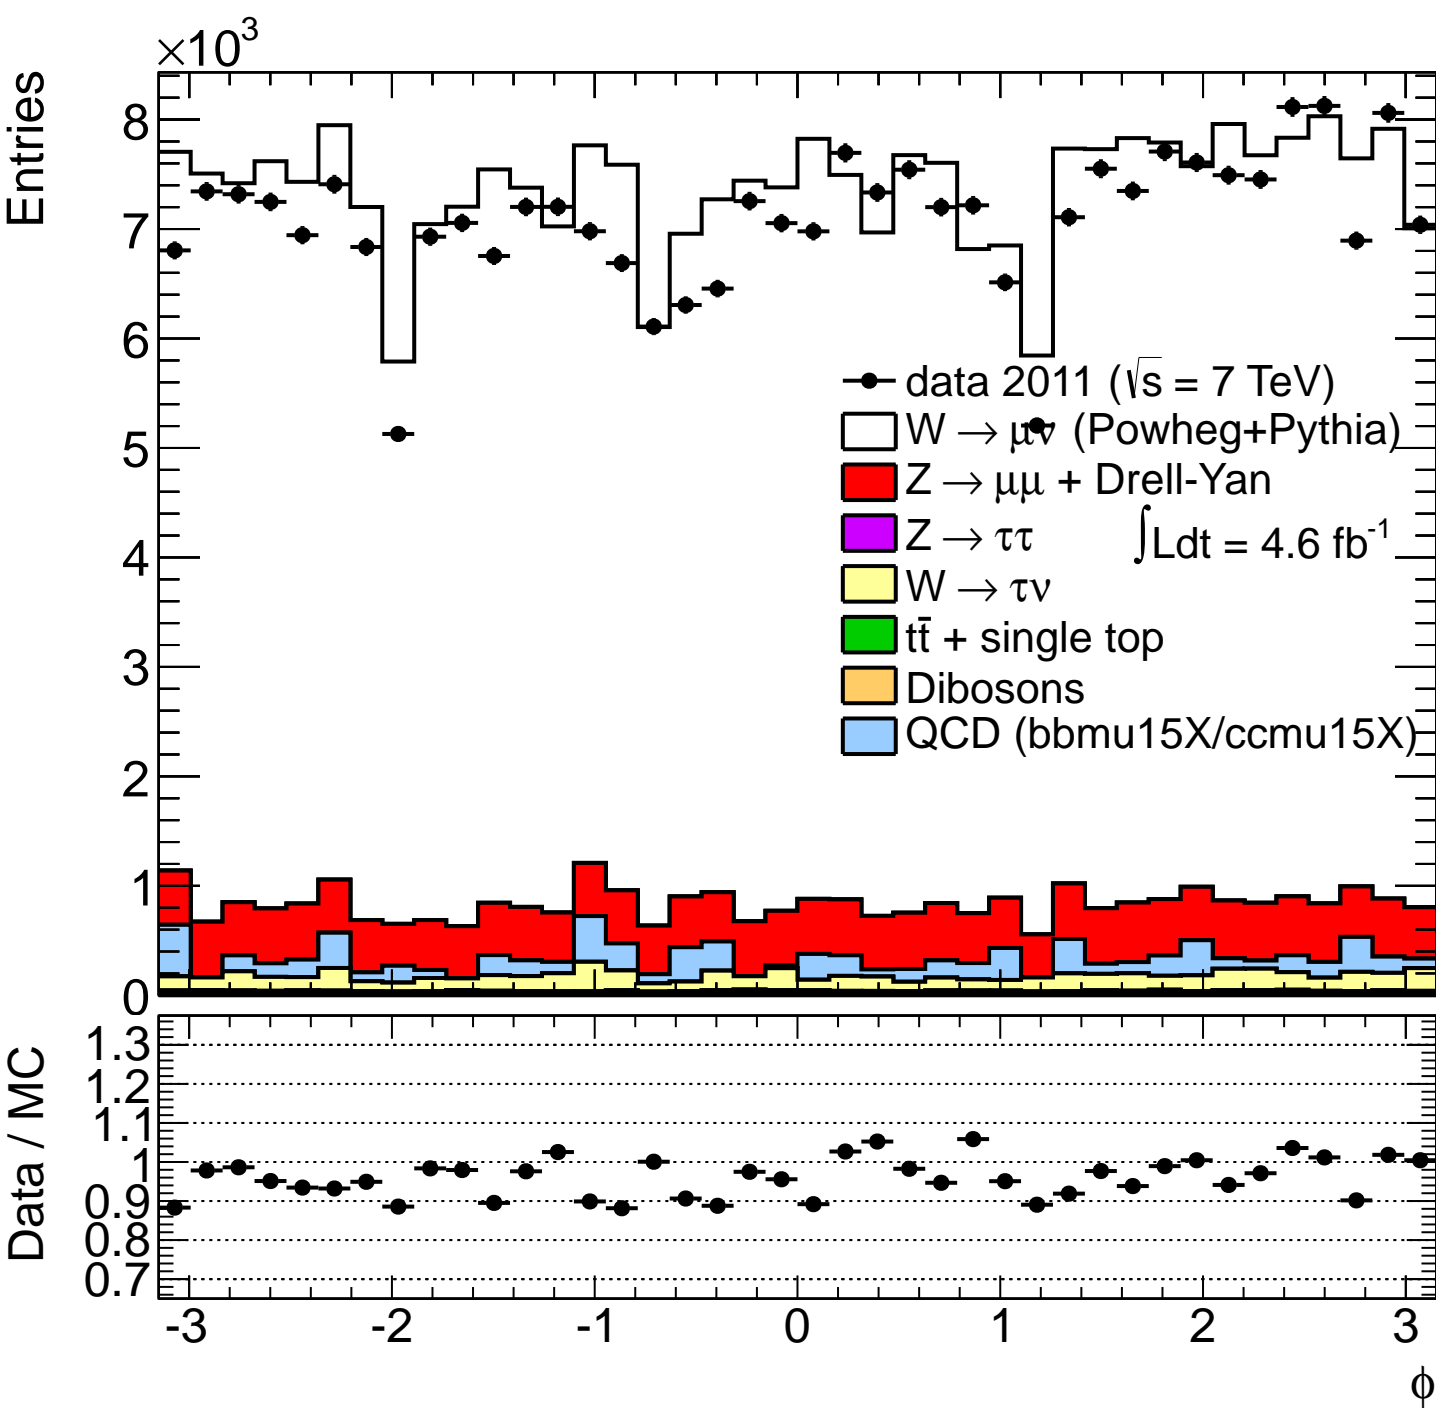 ×10³
Entries
8
7
6
5
4
3
2
1
0
data 2011 (√s = 7 TeV)
W → μν (Powheg+Pythia)
Z → μμ + Drell-Yan
Z → ττ
∫Ldt = 4.6 fb⁻¹
W → τν
tt̄ + single top
Dibosons
QCD (bbmu15X/ccmu15X)
Data / MC
1.3
1.2
1.1
1
0.9
0.8
0.7
-3 -2 -1 0 1 2 3
ϕ